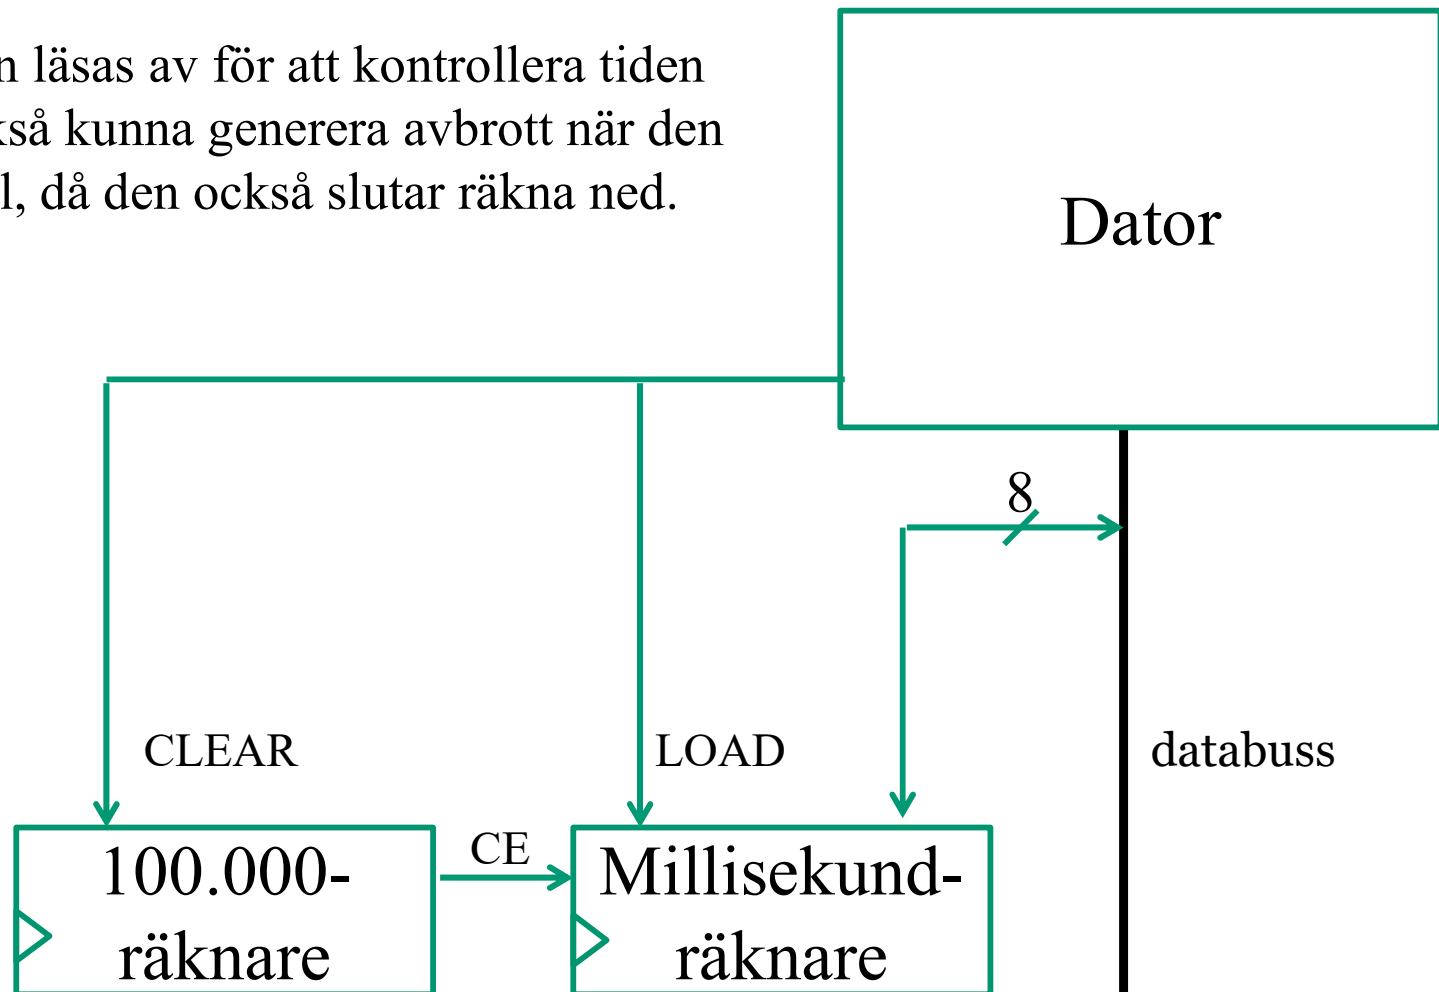 n läsas av för att kontrollera tiden
kså kunna generera avbrott när den
l, då den också slutar räkna ned.
Dator
8
CLEAR
LOAD
databuss
CE
100.000-
räknare
Millisekund-
räknare